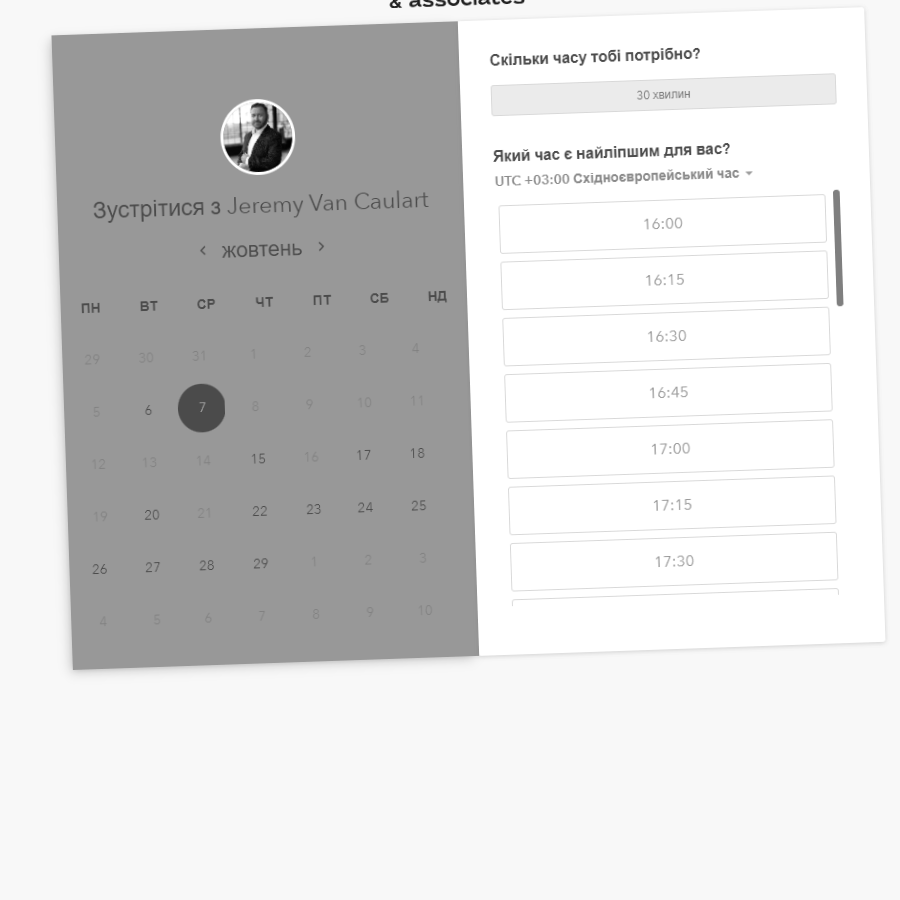 & associates
Зустрітися з Jeremy Van Caulart
жовтень
ПН ВТ СР ЧТ ПТ СБ НД
29 30 31 1 2 3 4
5 6 7 8 9 10 11
12 13 14 15 16 17 18
19 20 21 22 23 24 25
26 27 28 29 1 2 3
4 5 6 7 8 9 10
Скільки часу тобі потрібно?
30 хвилин
Який час є найліпшим для вас?
UTC +03:00 Східноєвропейський час
16:00
16:15
16:30
16:45
17:00
17:15
17:30